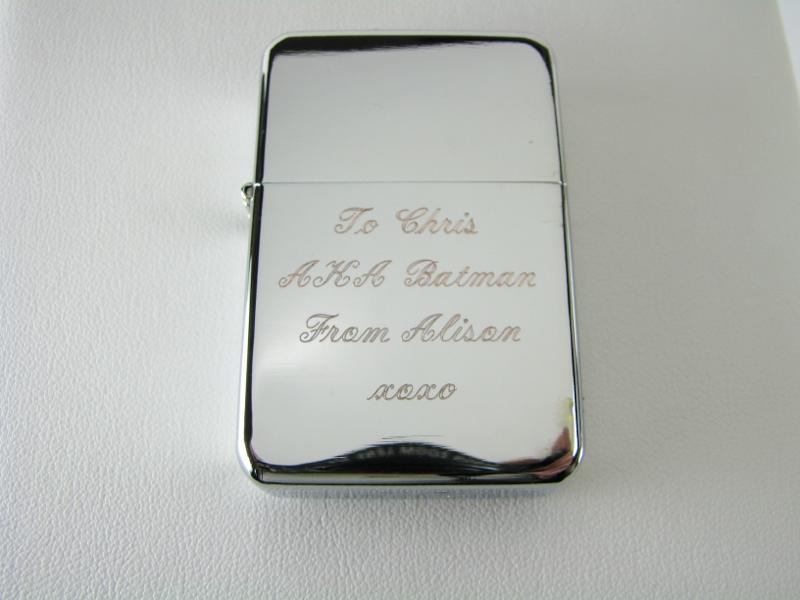 To Chris
AKA Batman
From Alison
xoxo